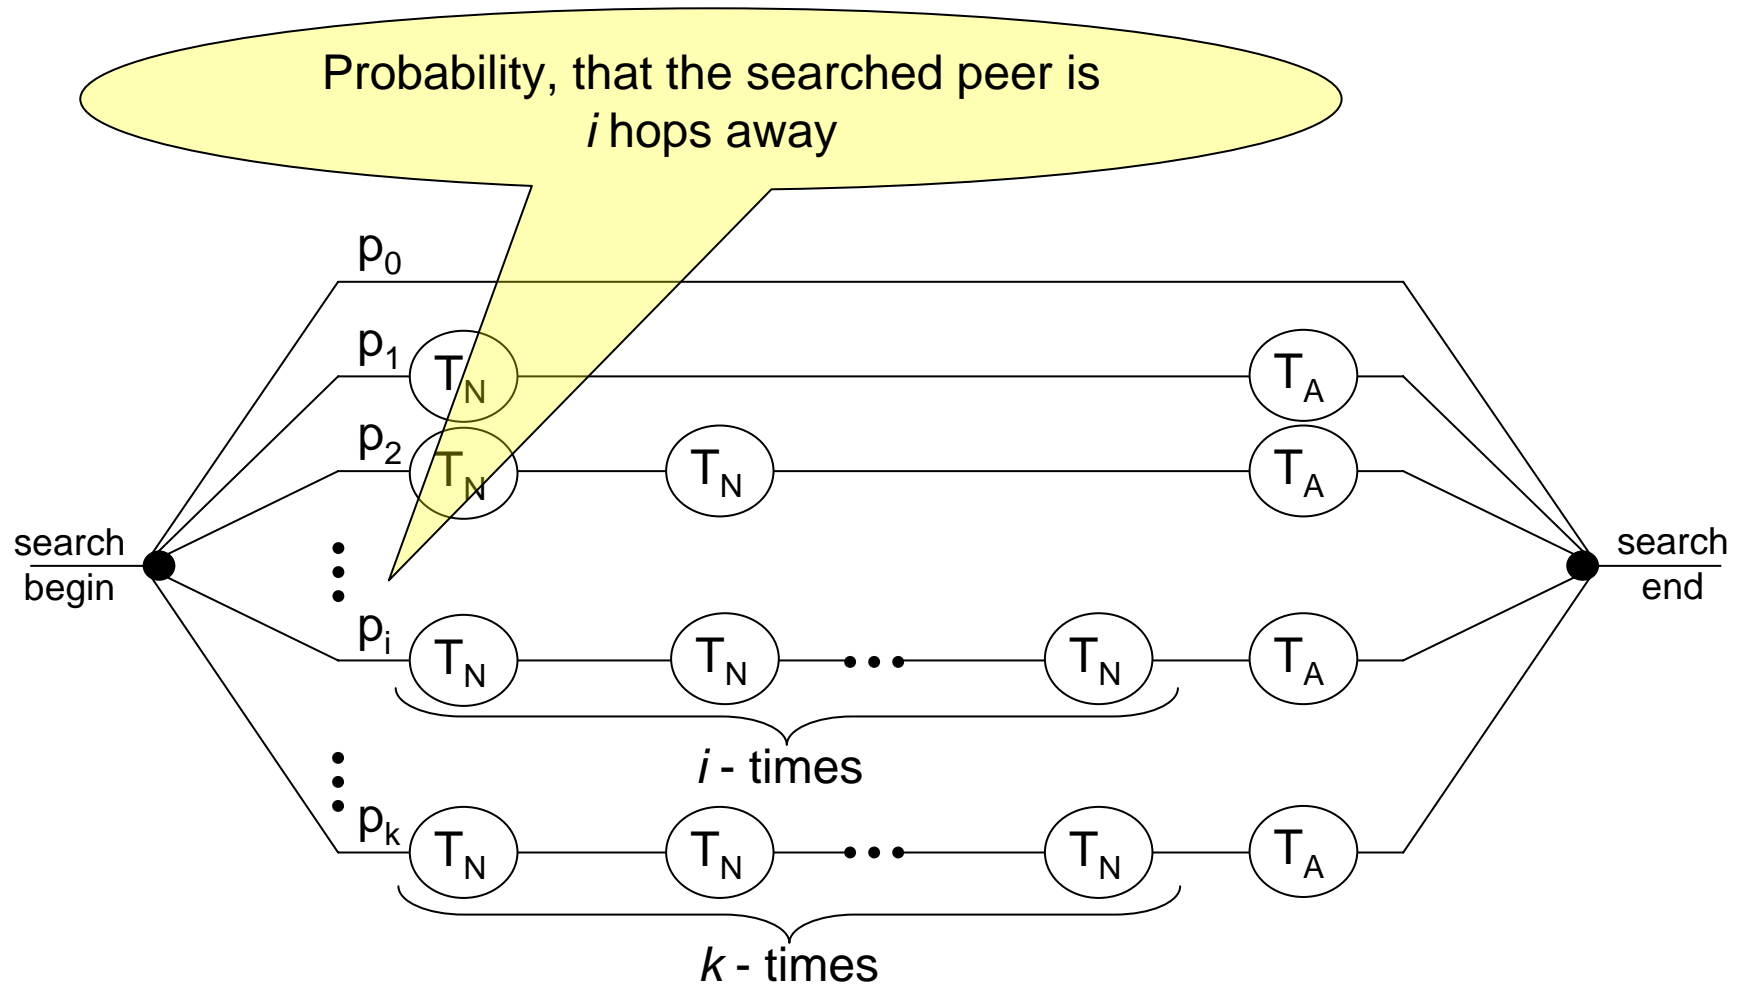 Probability, that the searched peer is
i hops away
p0
p1 TN TA
p2 TN TN TA
search
begin
search
end
pi TN TN ••• TN TA
i - times
pk TN TN ••• TN TA
k - times